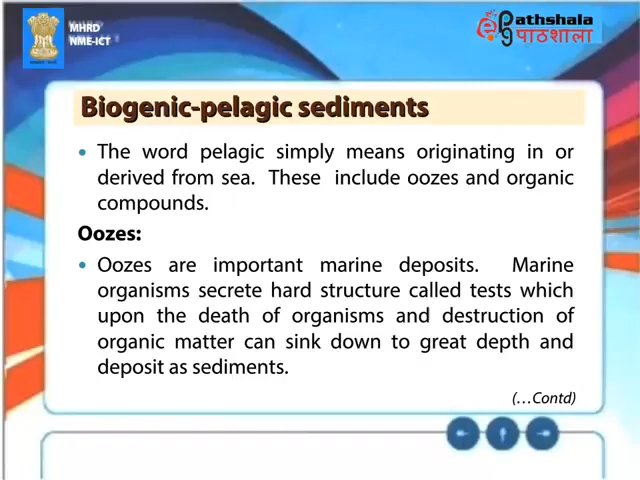 MHRD
NME-ICT
Pathshala
पाठशाला
Biogenic-pelagic sediments
• The word pelagic simply means originating in or
derived from sea. These include oozes and organic
compounds.
Oozes:
• Oozes are important marine deposits. Marine
organisms secrete hard structure called tests which
upon the death of organisms and destruction of
organic matter can sink down to great depth and
deposit as sediments.
(...Contd)